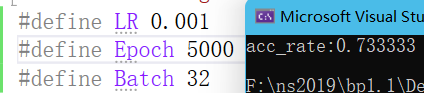 #define LR 0.001
#define Epoch 5000
#define Batch 32
Microsoft Visual Stu
acc_rate:0.733333
F:\ns2019\bp1.1\De